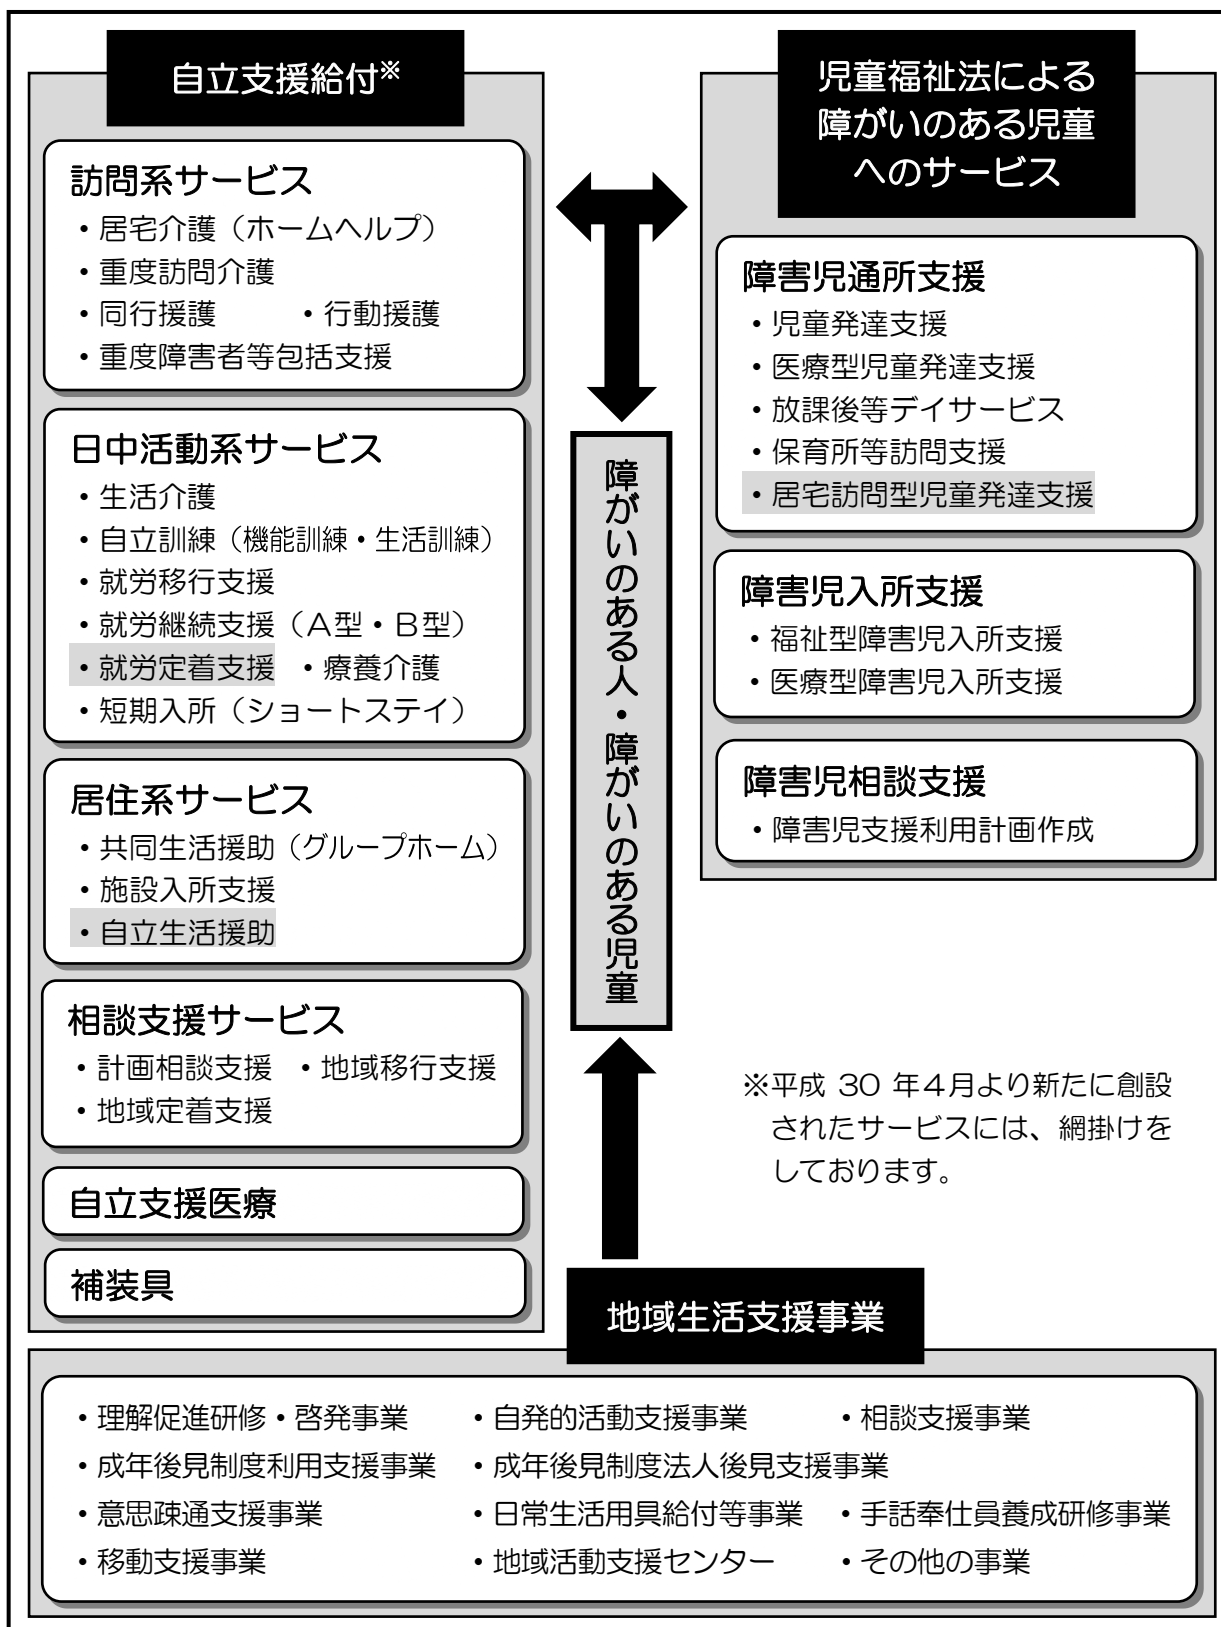 自立支援給付※
訪問系サービス
・居宅介護（ホームヘルプ）
・重度訪問介護
・同行援護　・行動援護
・重度障害者等包括支援
日中活動系サービス
・生活介護
・自立訓練（機能訓練・生活訓練）
・就労移行支援
・就労継続支援（A型・B型）
・就労定着支援　・療養介護
・短期入所（ショートステイ）
居住系サービス
・共同生活援助（グループホーム）
・施設入所支援
・自立生活援助
相談支援サービス
・計画相談支援　・地域移行支援
・地域定着支援
自立支援医療
補装具
障がいのある人・障がいのある児童
児童福祉法による
障がいのある児童
へのサービス
障害児通所支援
・児童発達支援
・医療型児童発達支援
・放課後等デイサービス
・保育所等訪問支援
・居宅訪問型児童発達支援
障害児入所支援
・福祉型障害児入所支援
・医療型障害児入所支援
障害児相談支援
・障害児支援利用計画作成
※平成 30 年４月より新たに創設
されたサービスには、網掛けを
しております。
地域生活支援事業
・理解促進研修・啓発事業　・自発的活動支援事業　・相談支援事業
・成年後見制度利用支援事業　・成年後見制度法人後見支援事業
・意思疎通支援事業　・日常生活用具給付等事業　・手話奉仕員養成研修事業
・移動支援事業　・地域活動支援センター　・その他の事業